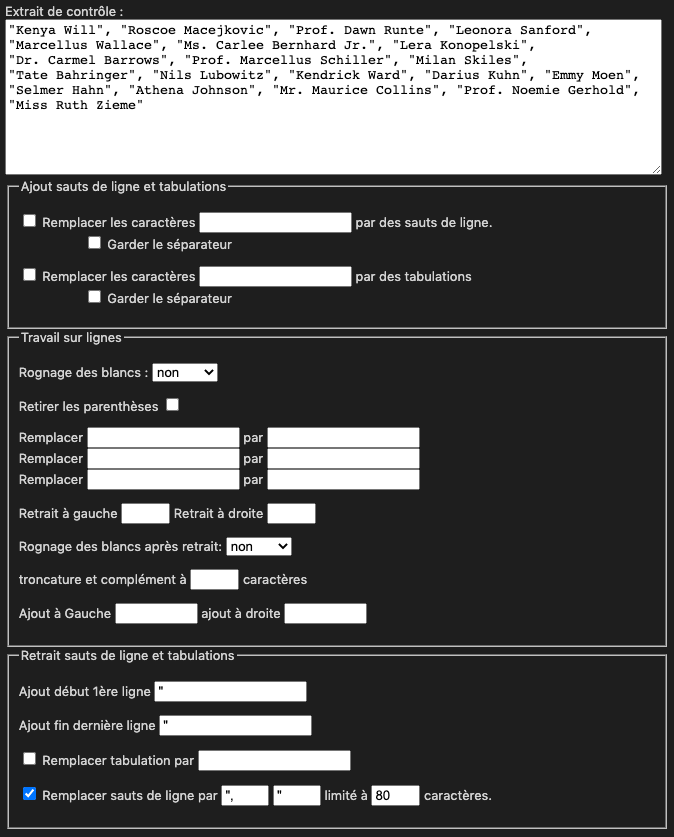 Extrait de contrôle :
"Kenya Will", "Roscoe Macejkovic", "Prof. Dawn Runte", "Leonora Sanford",
"Marcellus Wallace", "Ms. Carlee Bernhard Jr.", "Lera Konopelski",
"Dr. Carmel Barrows", "Prof. Marcellus Schiller", "Milan Skiles",
"Tate Bahringer", "Nils Lubowitz", "Kendrick Ward", "Darius Kuhn", "Emmy Moen",
"Selmer Hahn", "Athena Johnson", "Mr. Maurice Collins", "Prof. Noemie Gerhold",
"Miss Ruth Zieme"
Ajout sauts de ligne et tabulations
Remplacer les caractères par des sauts de ligne.
Garder le séparateur
Remplacer les caractères par des tabulations
Garder le séparateur
Travail sur lignes
Rognage des blancs : non
Retirer les parenthèses
Remplacer par
Remplacer par
Remplacer par
Retrait à gauche Retrait à droite
Rognage des blancs après retrait: non
troncature et complément à caractères
Ajout à Gauche ajout à droite
Retrait sauts de ligne et tabulations
Ajout début 1ère ligne "
Ajout fin dernière ligne "
Remplacer tabulation par
Remplacer sauts de ligne par ", " limité à 80 caractères.